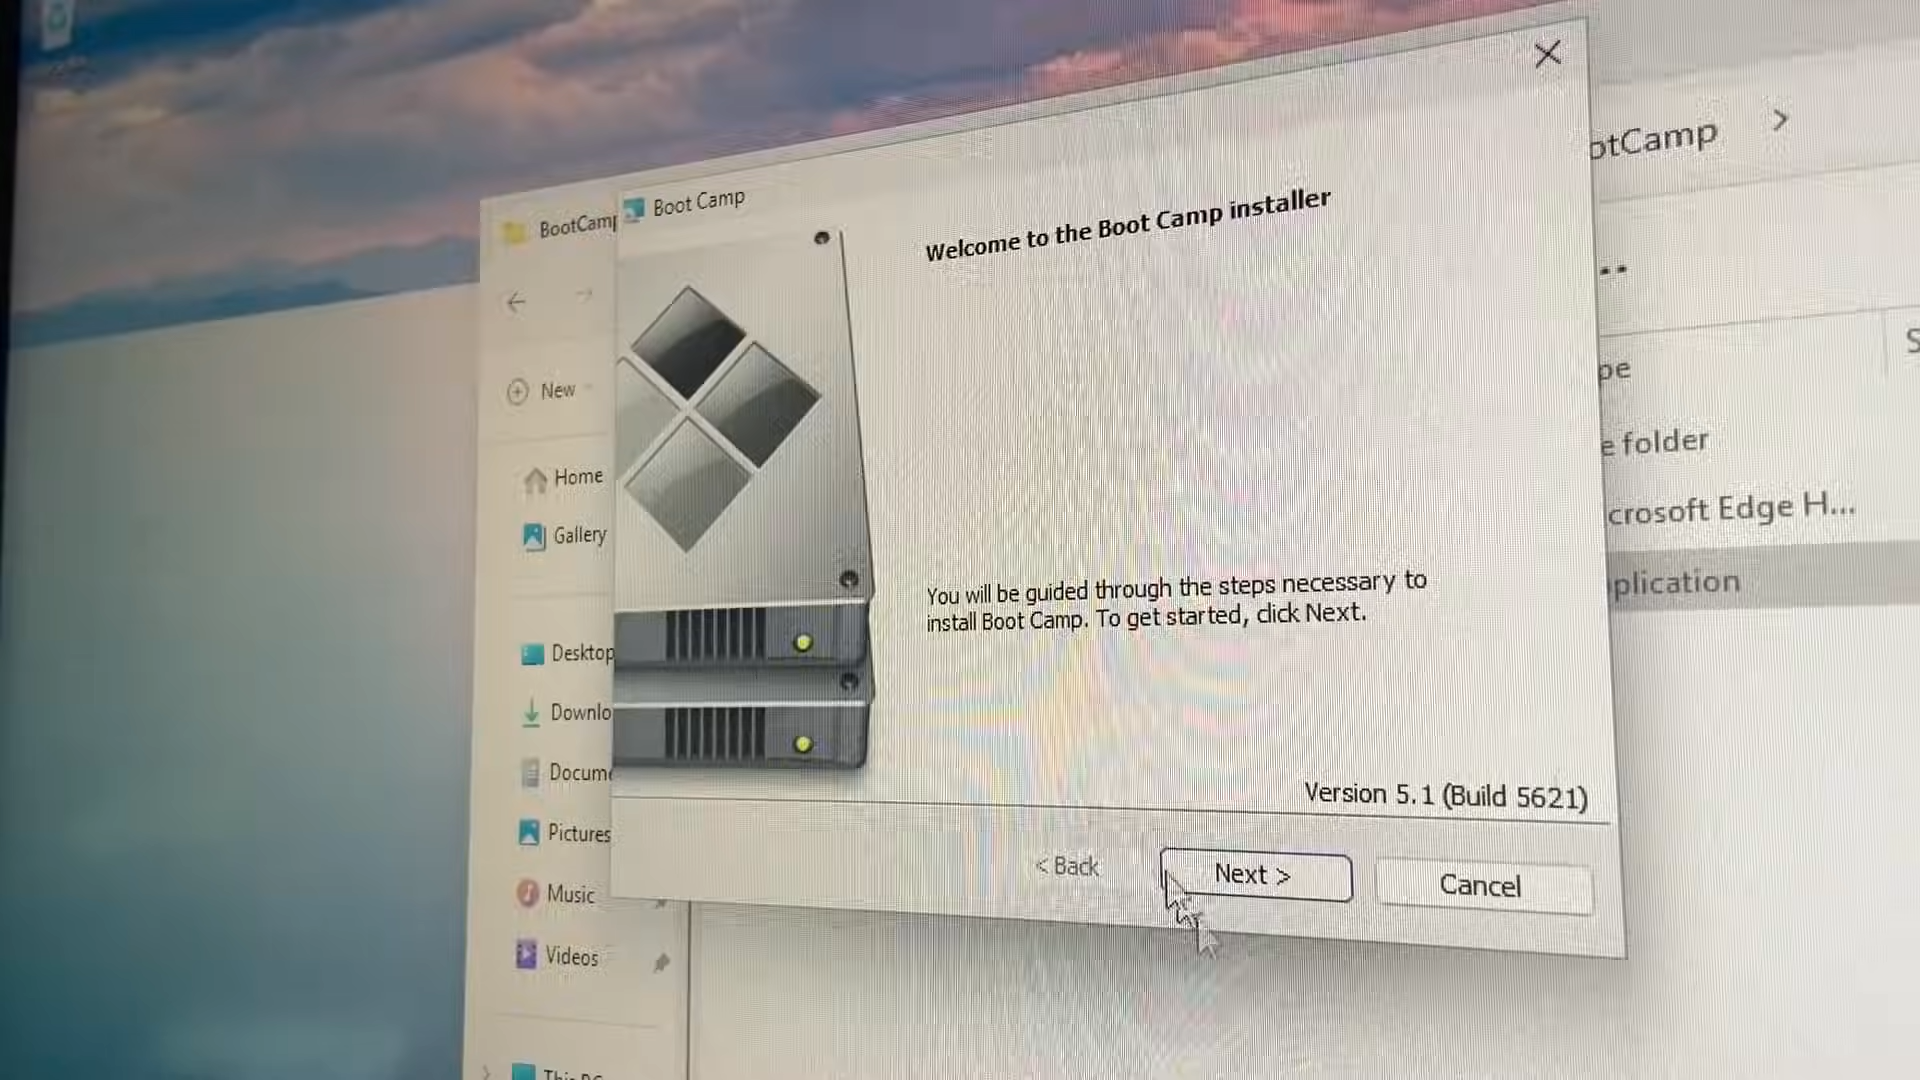 Boot Camp
Welcome to the Boot Camp installer
You will be guided through the steps necessary to
install Boot Camp. To get started, click Next.
Version 5.1 (Build 5621)
< Back
Next >
Cancel
BootCamp
New
Home
Gallery
Desktop
Downlo
Docume
Pictures
Music
Videos
otCamp
pe
e folder
crosoft Edge H...
plication
S